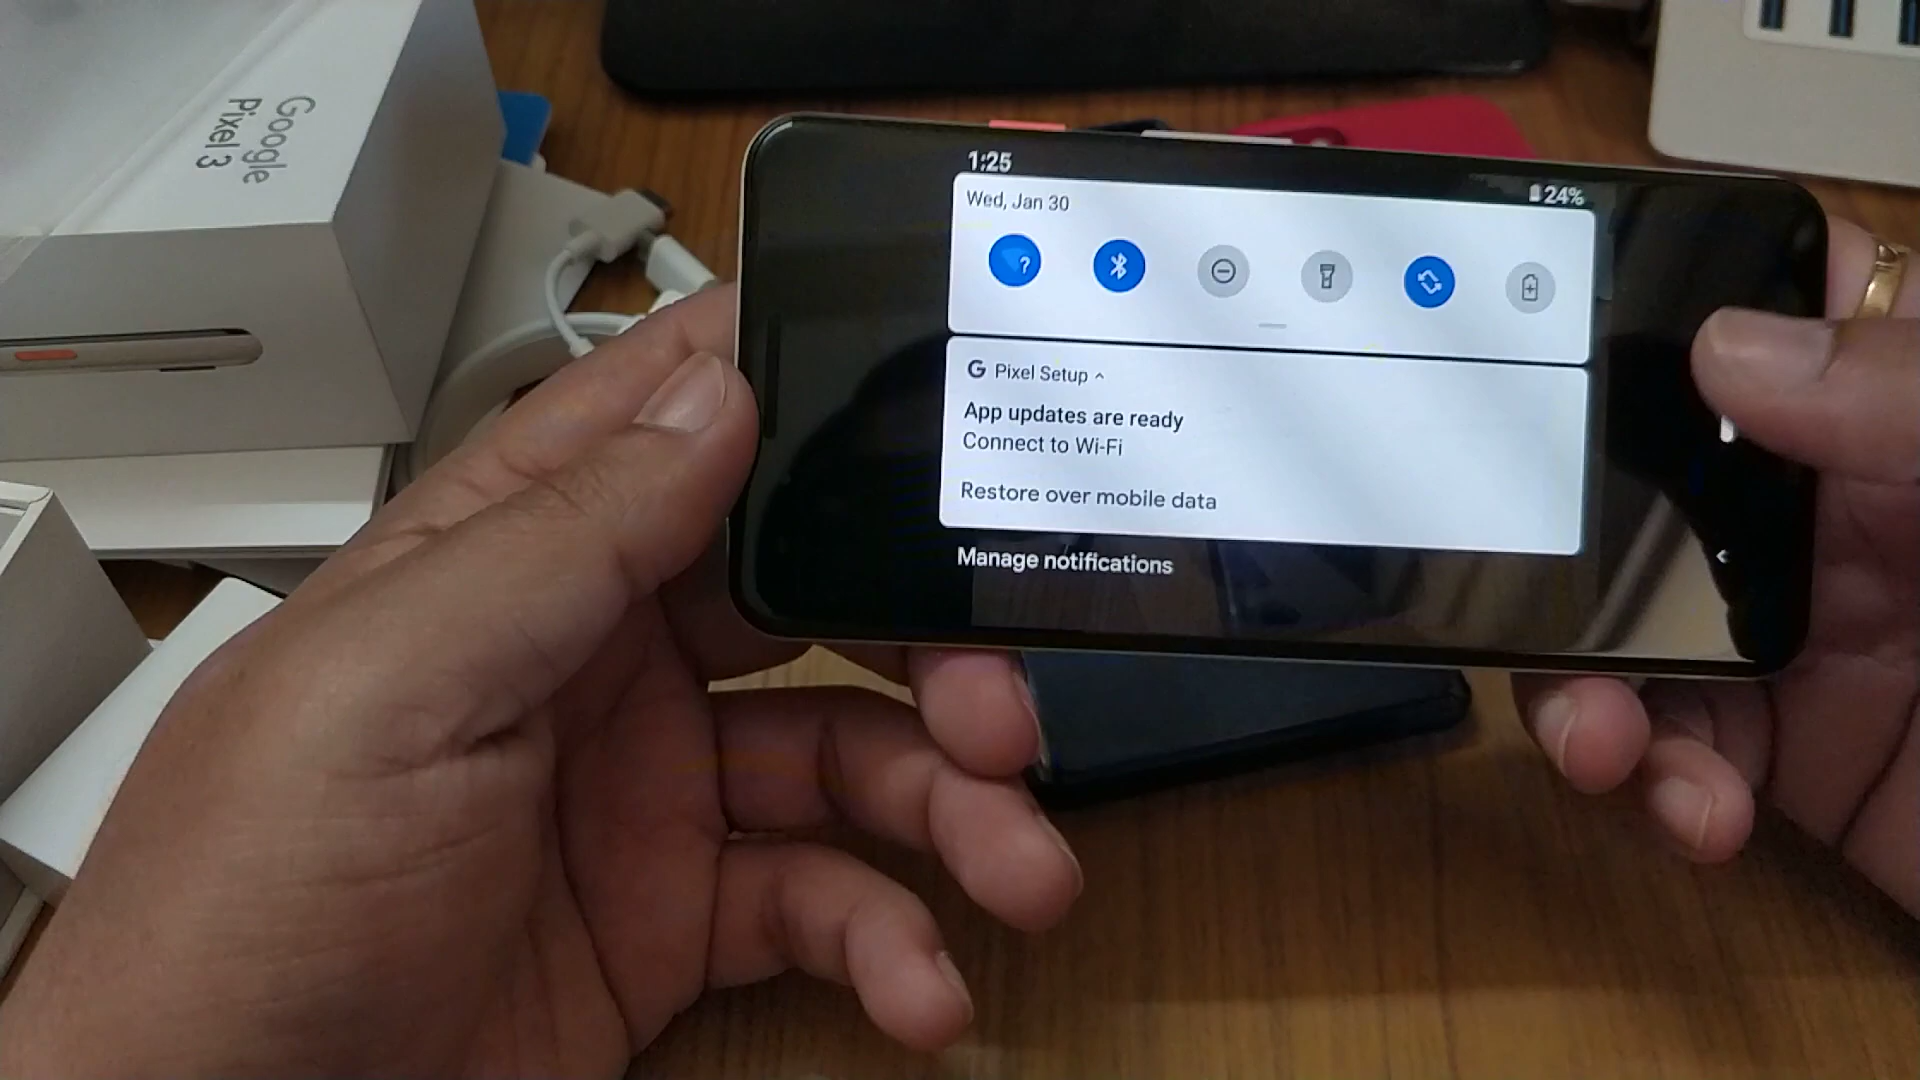 Google
Pixel 3
1:25
24%
Wed, Jan 30
?
G Pixel Setup ^
App updates are ready
Connect to Wi-Fi
Restore over mobile data
Manage notifications